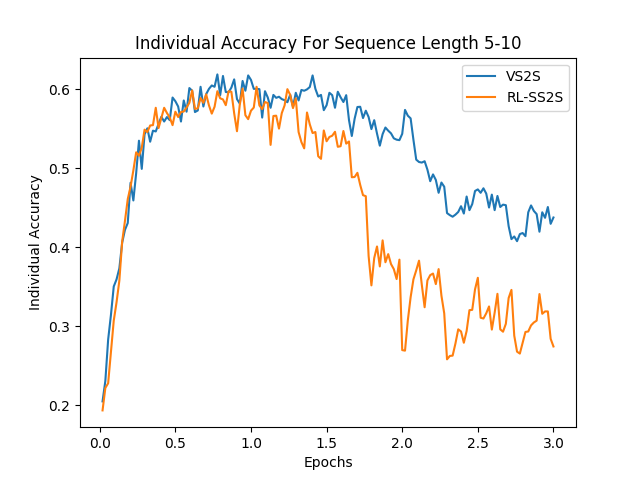 Individual Accuracy For Sequence Length 5-10
VS2S
RL-SS2S
0.6
0.5
0.4
0.3
0.2
Individual Accuracy
0.0 0.5 1.0 1.5 2.0 2.5 3.0
Epochs